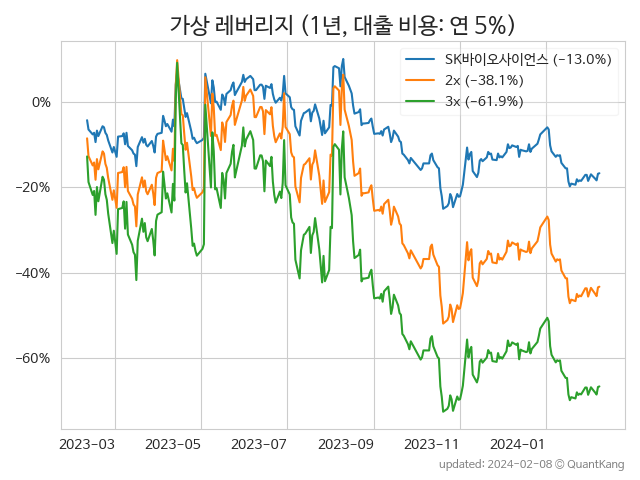 가상 레버리지 (1년, 대출 비용: 연 5%)
SK바이오사이언스 (−13.0%)
2x (−38.1%)
3x (−61.9%)
0%
−20%
−40%
−60%
2023-03 2023-05 2023-07 2023-09 2023-11 2024-01
updated: 2024-02-08 © QuantKang